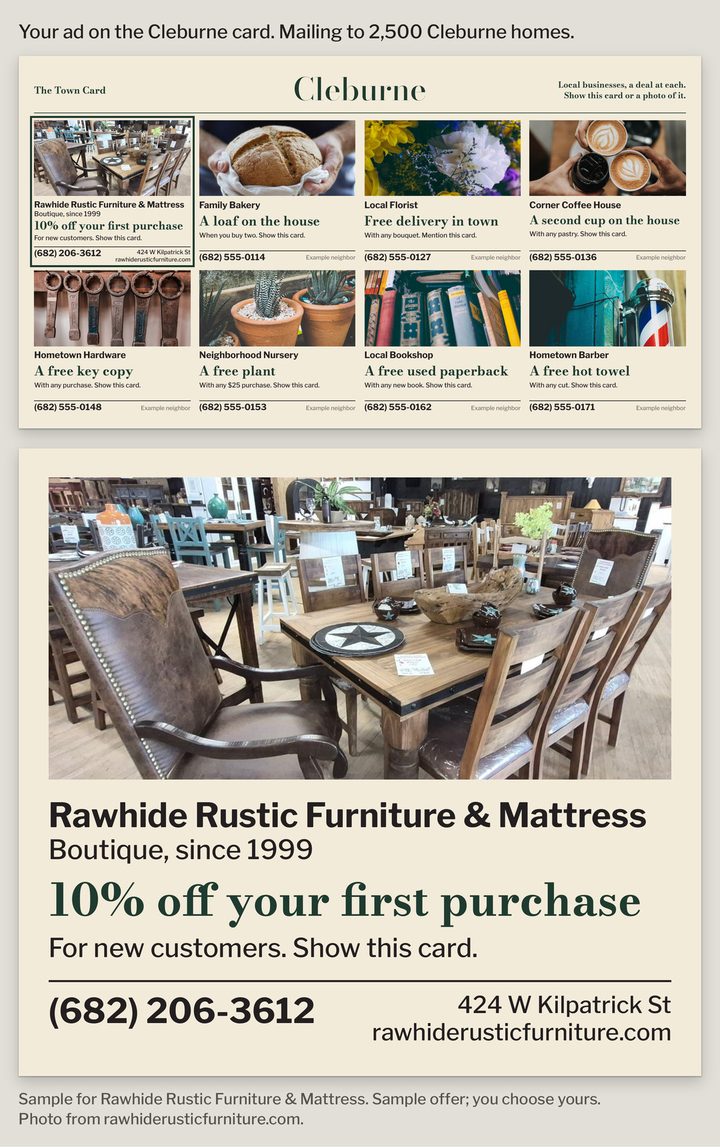 Your ad on the Cleburne card. Mailing to 2,500 Cleburne homes.
The Town Card
Cleburne
Local businesses, a deal at each.
Show this card or a photo of it.
Rawhide Rustic Furniture & Mattress
Boutique, since 1999
10% off your first purchase
For new customers. Show this card.
(682) 206-3612
424 W Kilpatrick St
rawhiderusticfurniture.com
Family Bakery
A loaf on the house
When you buy two. Show this card.
(682) 555-0114
Example neighbor
Local Florist
Free delivery in town
With any bouquet. Mention this card.
(682) 555-0127
Example neighbor
Corner Coffee House
A second cup on the house
With any pastry. Show this card.
(682) 555-0136
Example neighbor
Hometown Hardware
A free key copy
With any purchase. Show this card.
(682) 555-0148
Example neighbor
Neighborhood Nursery
A free plant
With any $25 purchase. Show this card.
(682) 555-0153
Example neighbor
Local Bookshop
A free used paperback
With any new book. Show this card.
(682) 555-0162
Example neighbor
Hometown Barber
A free hot towel
With any cut. Show this card.
(682) 555-0171
Example neighbor
Rawhide Rustic Furniture & Mattress
Boutique, since 1999
10% off your first purchase
For new customers. Show this card.
(682) 206-3612
424 W Kilpatrick St
rawhiderusticfurniture.com
Sample for Rawhide Rustic Furniture & Mattress. Sample offer; you choose yours.
Photo from rawhiderusticfurniture.com.